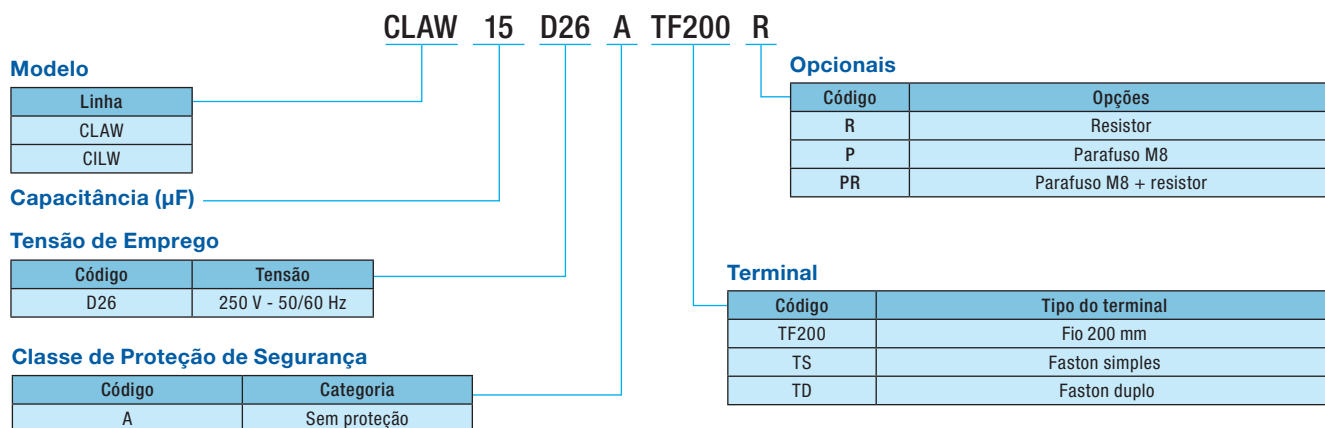 CLAW 15 D26 A TF200 R
Modelo
Linha
CLAW
CILW
Capacitância (µF)
Tensão de Emprego
Código Tensão
D26 250 V - 50/60 Hz
Classe de Proteção de Segurança
Código Categoria
A Sem proteção
Opcionais
Código Opções
R Resistor
P Parafuso M8
PR Parafuso M8 + resistor
Terminal
Código Tipo do terminal
TF200 Fio 200 mm
TS Faston simples
TD Faston duplo